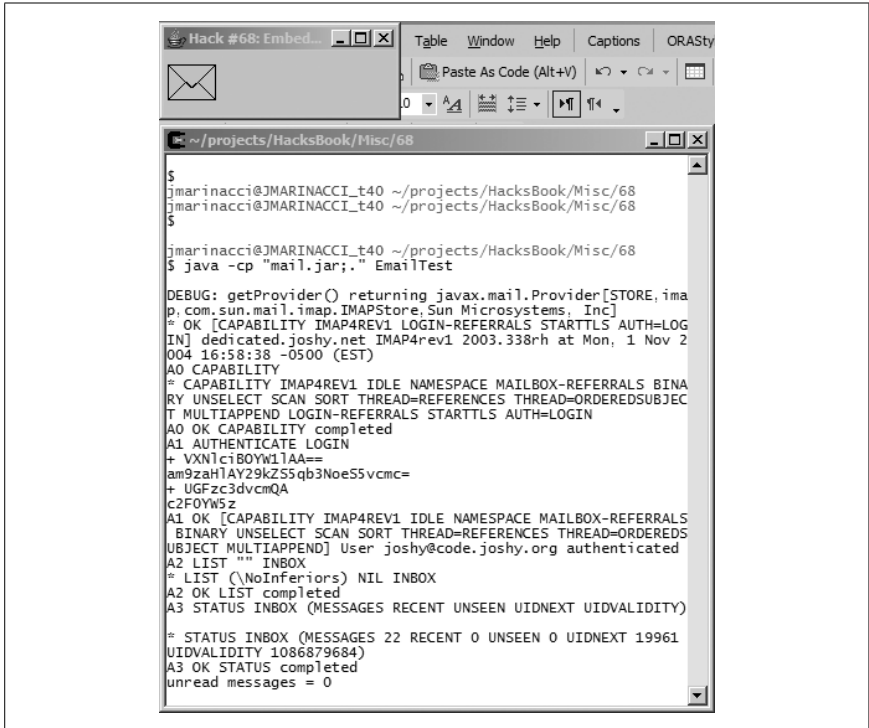 Hack #68: Embed...
Table Window Help Captions ORASty
Paste As Code (Alt+V)
~/projects/HacksBook/Misc/68
$
jmarinacci@JMARINACCI_t40 ~/projects/HacksBook/Misc/68
jmarinacci@JMARINACCI_t40 ~/projects/HacksBook/Misc/68
$
jmarinacci@JMARINACCI_t40 ~/projects/HacksBook/Misc/68
$ java -cp "mail.jar;." EmailTest
DEBUG: getProvider() returning javax.mail.Provider[STORE,ima
p,com.sun.mail.imap.IMAPStore,Sun Microsystems, Inc]
* OK [CAPABILITY IMAP4REV1 LOGIN-REFERRALS STARTTLS AUTH=LOG
IN] dedicated.joshy.net IMAP4rev1 2003.338rh at Mon, 1 Nov 2
004 16:58:38 -0500 (EST)
A0 CAPABILITY
* CAPABILITY IMAP4REV1 IDLE NAMESPACE MAILBOX-REFERRALS BINA
RY UNSELECT SCAN SORT THREAD=REFERENCES THREAD=ORDEREDSUBJEC
T MULTIAPPEND LOGIN-REFERRALS STARTTLS AUTH=LOGIN
A0 OK CAPABILITY completed
A1 AUTHENTICATE LOGIN
+ VXNlciBOYW1lAA==
am9zaHlAY29kZS5qb3NoeS5vcmc=
+ UGFzc3dvcmQA
c2F0YW5z
A1 OK [CAPABILITY IMAP4REV1 IDLE NAMESPACE MAILBOX-REFERRALS
BINARY UNSELECT SCAN SORT THREAD=REFERENCES THREAD=ORDEREDS
UBJECT MULTIAPPEND] User joshy@code.joshy.org authenticated
A2 LIST "" INBOX
* LIST (\NoInferiors) NIL INBOX
A2 OK LIST completed
A3 STATUS INBOX (MESSAGES RECENT UNSEEN UIDNEXT UIDVALIDITY)
* STATUS INBOX (MESSAGES 22 RECENT 0 UNSEEN 0 UIDNEXT 19961
UIDVALIDITY 1086879684)
A3 OK STATUS completed
unread messages = 0